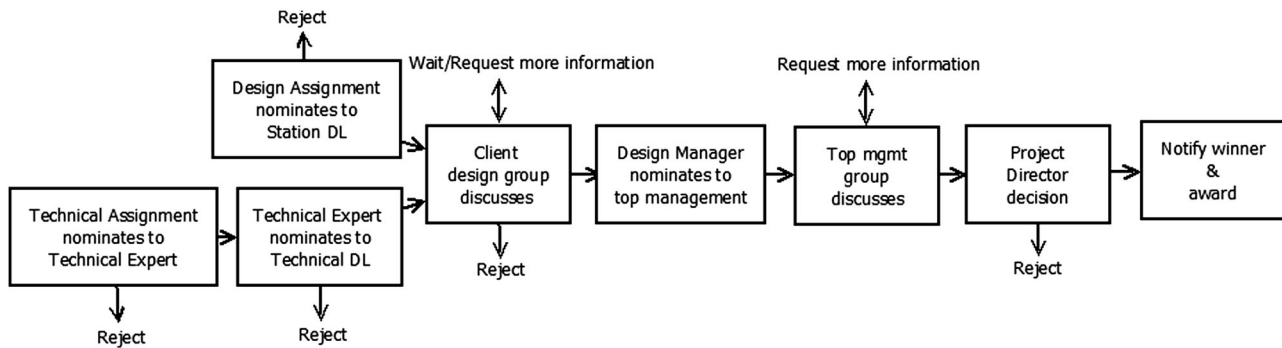 Reject
Design Assignment
nominates to
Station DL
Wait/Request more information
Request more information
Client
design group
discusses
Design Manager
nominates to
top management
Top mgmt
group
discusses
Project
Director
decision
Notify winner
&
award
Technical Assignment
nominates to
Technical Expert
Technical Expert
nominates to
Technical DL
Reject
Reject
Reject
Reject